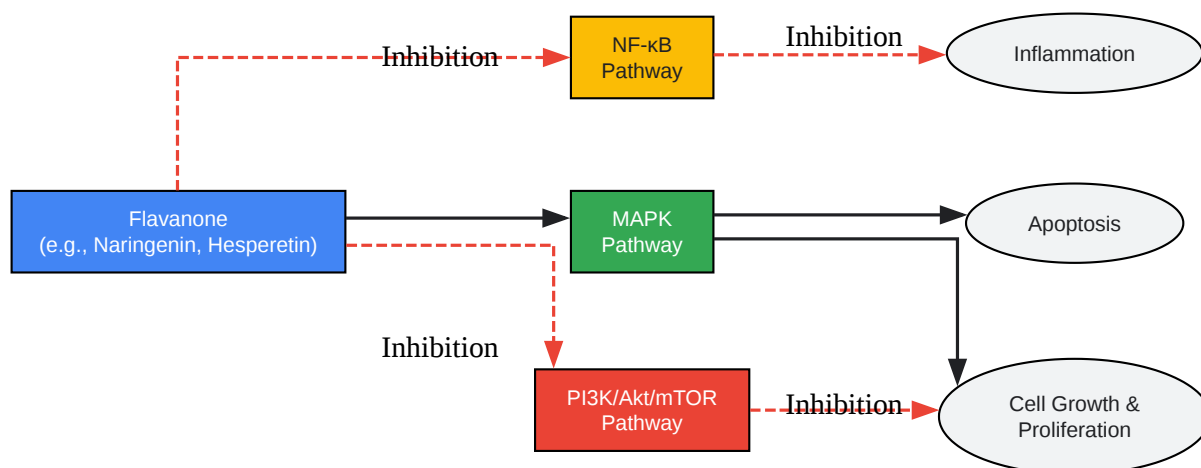 Inhibition
NF-κB
Pathway
Inhibition
Inflammation
Flavanone
(e.g., Naringenin, Hesperetin)
MAPK
Pathway
Apoptosis
Inhibition
PI3K/Akt/mTOR
Pathway
Inhibition
Cell Growth &
Proliferation